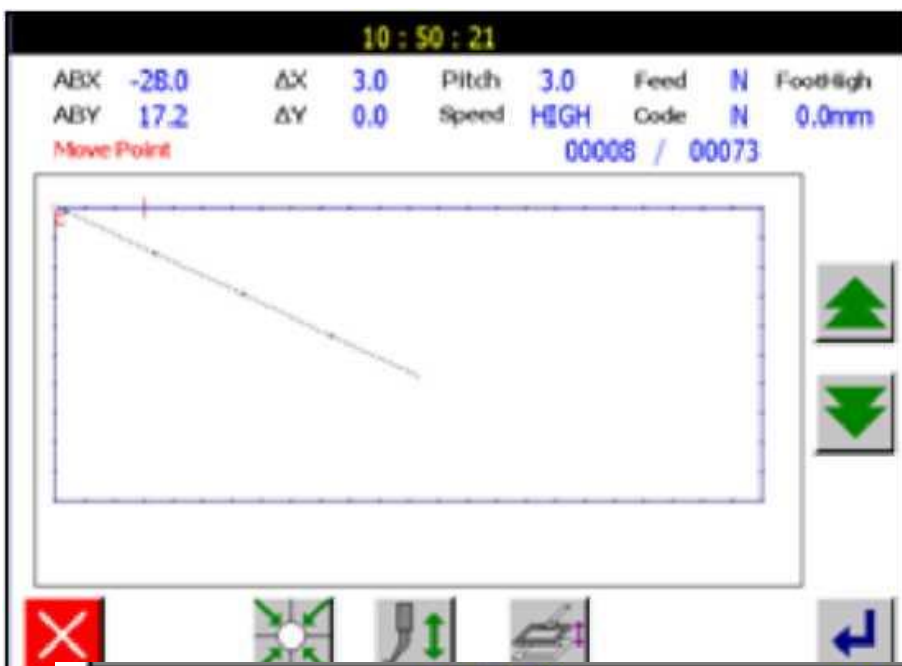 10 : 50 : 21
ABX -28.0 ΔX 3.0 Pitch 3.0 Feed N FootHigh
ABY 17.2 ΔY 0.0 Speed HIGH Code N 0.0mm
Move Point 00008 / 00073